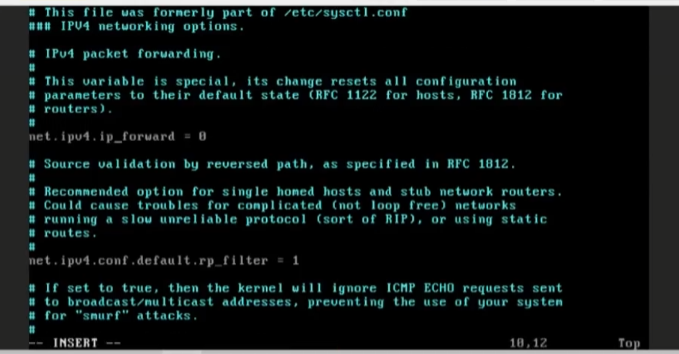 # This file was formerly part of /etc/sysctl.conf
### IPV4 networking options.
# IPv4 packet forwarding.
#
# This variable is special, its change resets all configuration
# parameters to their default state (RFC 1122 for hosts, RFC 1812 for
# routers).
#
net.ipv4.ip_forward = 0
# Source validation by reversed path, as specified in RFC 1812.
#
# Recommended option for single homed hosts and stub network routers.
# Could cause troubles for complicated (not loop free) networks
# running a slow unreliable protocol (sort of RIP), or using static
# routes.
#
net.ipv4.conf.default.rp_filter = 1
# If set to true, then the kernel will ignore ICMP ECHO requests sent
# to broadcast/multicast addresses, preventing the use of your system
# for "smurf" attacks.
#
-- INSERT -- 10,12 Top